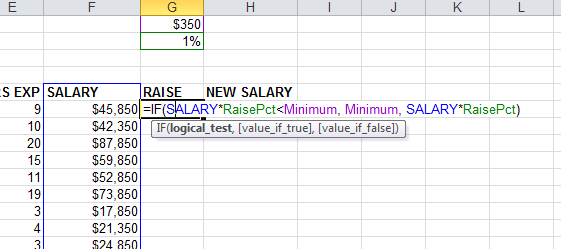 E F G H I J K L
$350
1%
S EXP SALARY RAISE NEW SALARY
9 $45,850 =IF(SALARY*RaisePct<Minimum, Minimum, SALARY*RaisePct)
10 $42,350 IF(logical_test, [value_if_true], [value_if_false])
20 $87,850
15 $59,850
11 $52,850
19 $73,850
3 $17,850
4 $21,350
3 $24,850